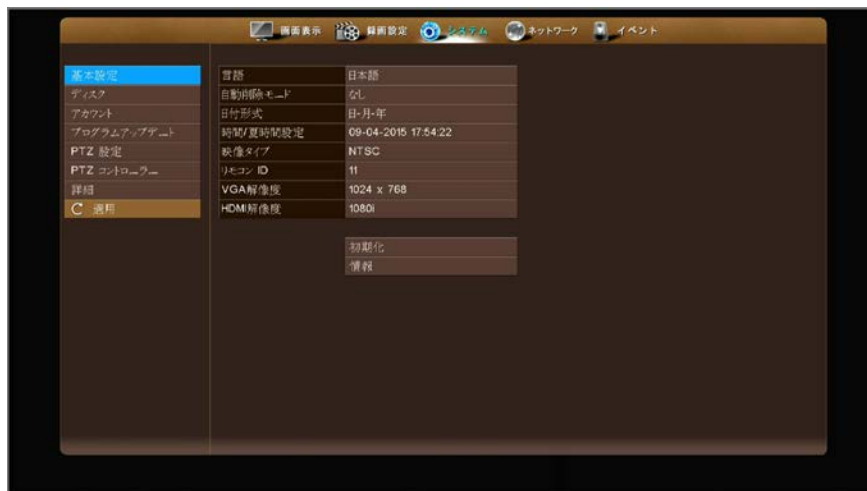 画面表示 録画設定 システム ネットワーク イベント
基本設定
ディスク
アカウント
プログラムアップデート
PTZ 設定
PTZ コントローラー
詳細
適用
言語 日本語
自動削除モード なし
日付形式 日-月-年
時間/夏時間設定 09-04-2015 17:54:22
映像タイプ NTSC
リモコン ID 11
VGA解像度 1024 x 768
HDMI解像度 1080i
初期化
情報